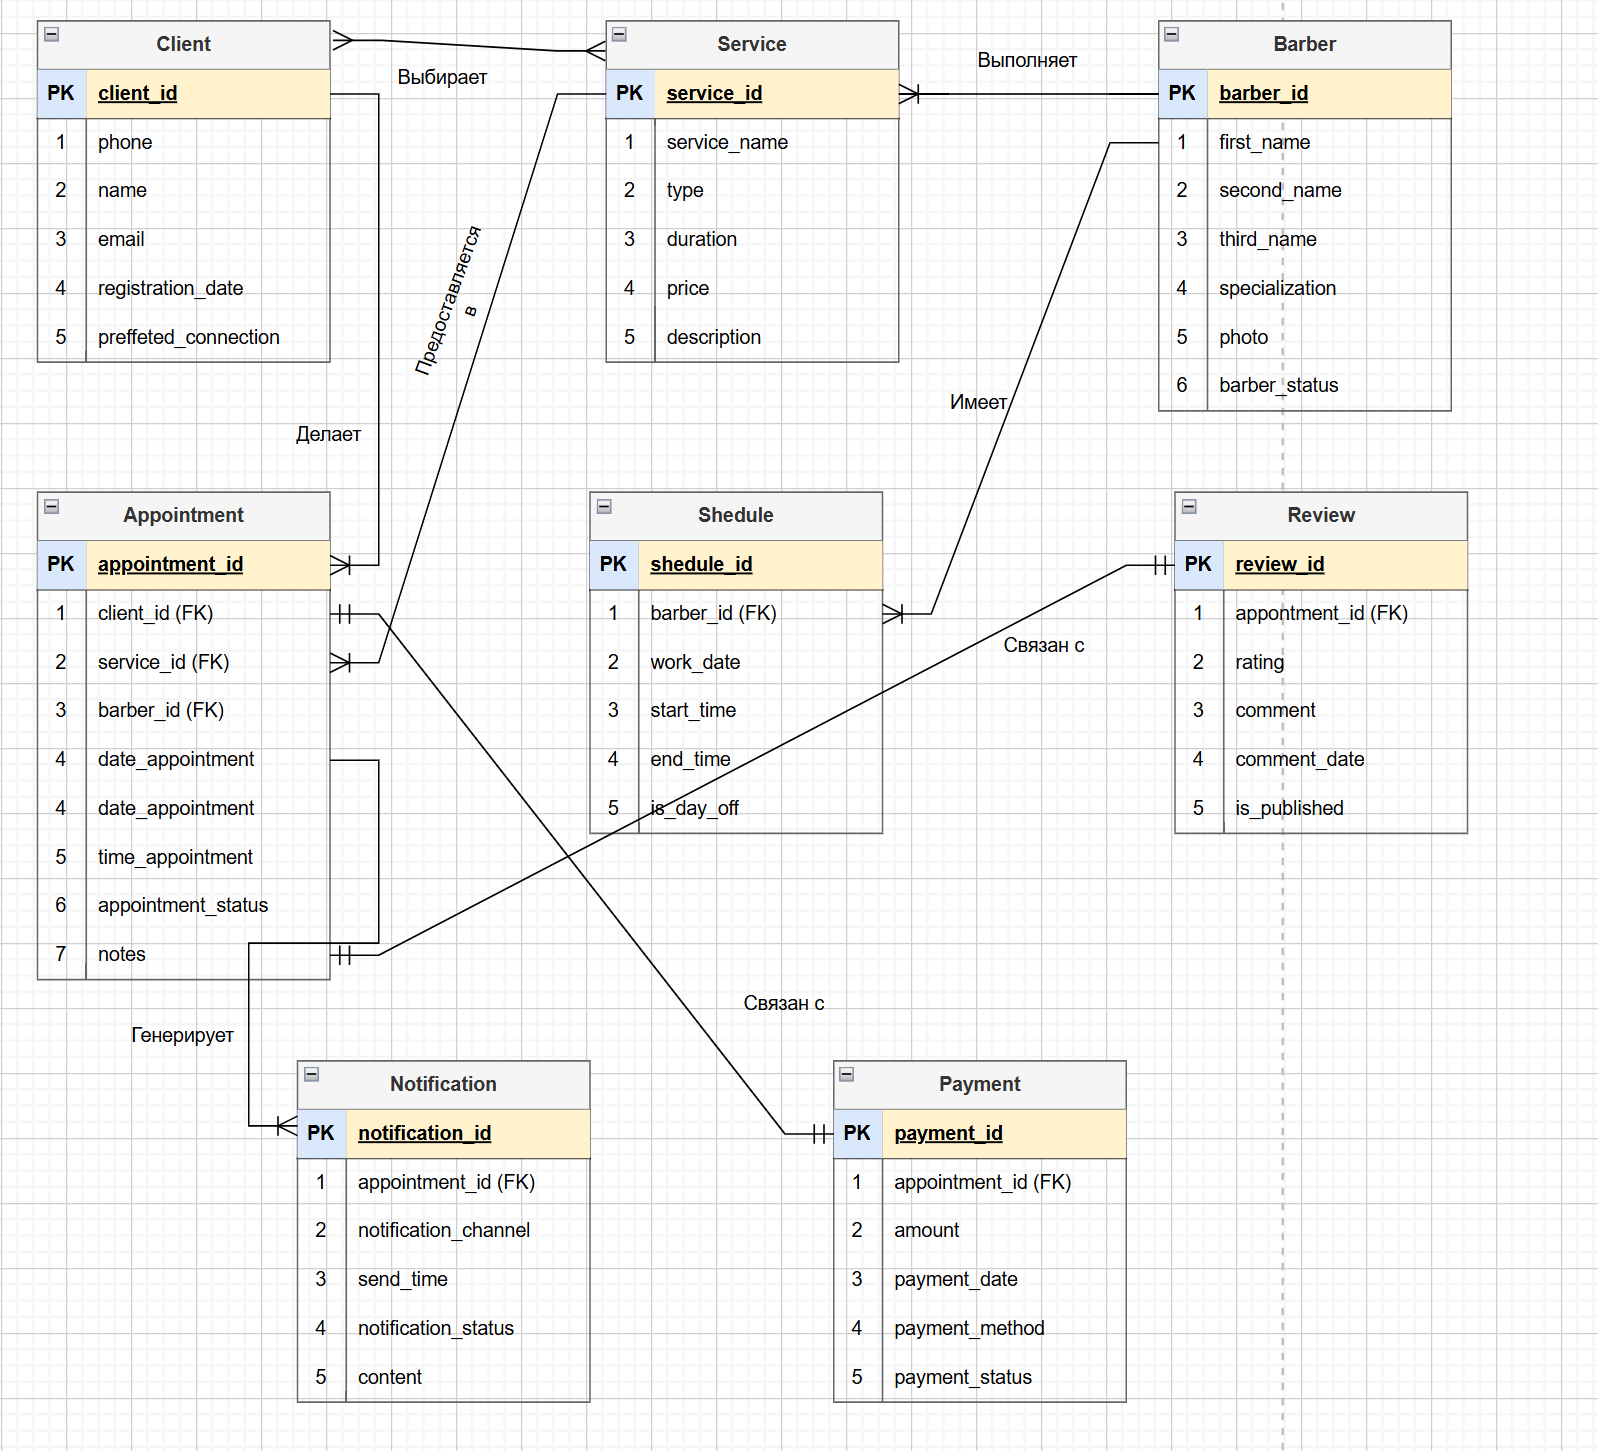 Client
PK client_id
1 phone
2 name
3 email
4 registration_date
5 preffeted_connection
Выбирает
Service
PK service_id
1 service_name
2 type
3 duration
4 price
5 description
Выполняет
Barber
PK barber_id
1 first_name
2 second_name
3 third_name
4 specialization
5 photo
6 barber_status
Предоставляется
в
Имеет
Делает
Appointment
PK appointment_id
1 client_id (FK)
2 service_id (FK)
3 barber_id (FK)
4 date_appointment
4 date_appointment
5 time_appointment
6 appointment_status
7 notes
Shedule
PK shedule_id
1 barber_id (FK)
2 work_date
3 start_time
4 end_time
5 is_day_off
Связан с
Review
PK review_id
1 appontment_id (FK)
2 rating
3 comment
4 comment_date
5 is_published
Связан с
Генерирует
Notification
PK notification_id
1 appointment_id (FK)
2 notification_channel
3 send_time
4 notification_status
5 content
Payment
PK payment_id
1 appointment_id (FK)
2 amount
3 payment_date
4 payment_method
5 payment_status